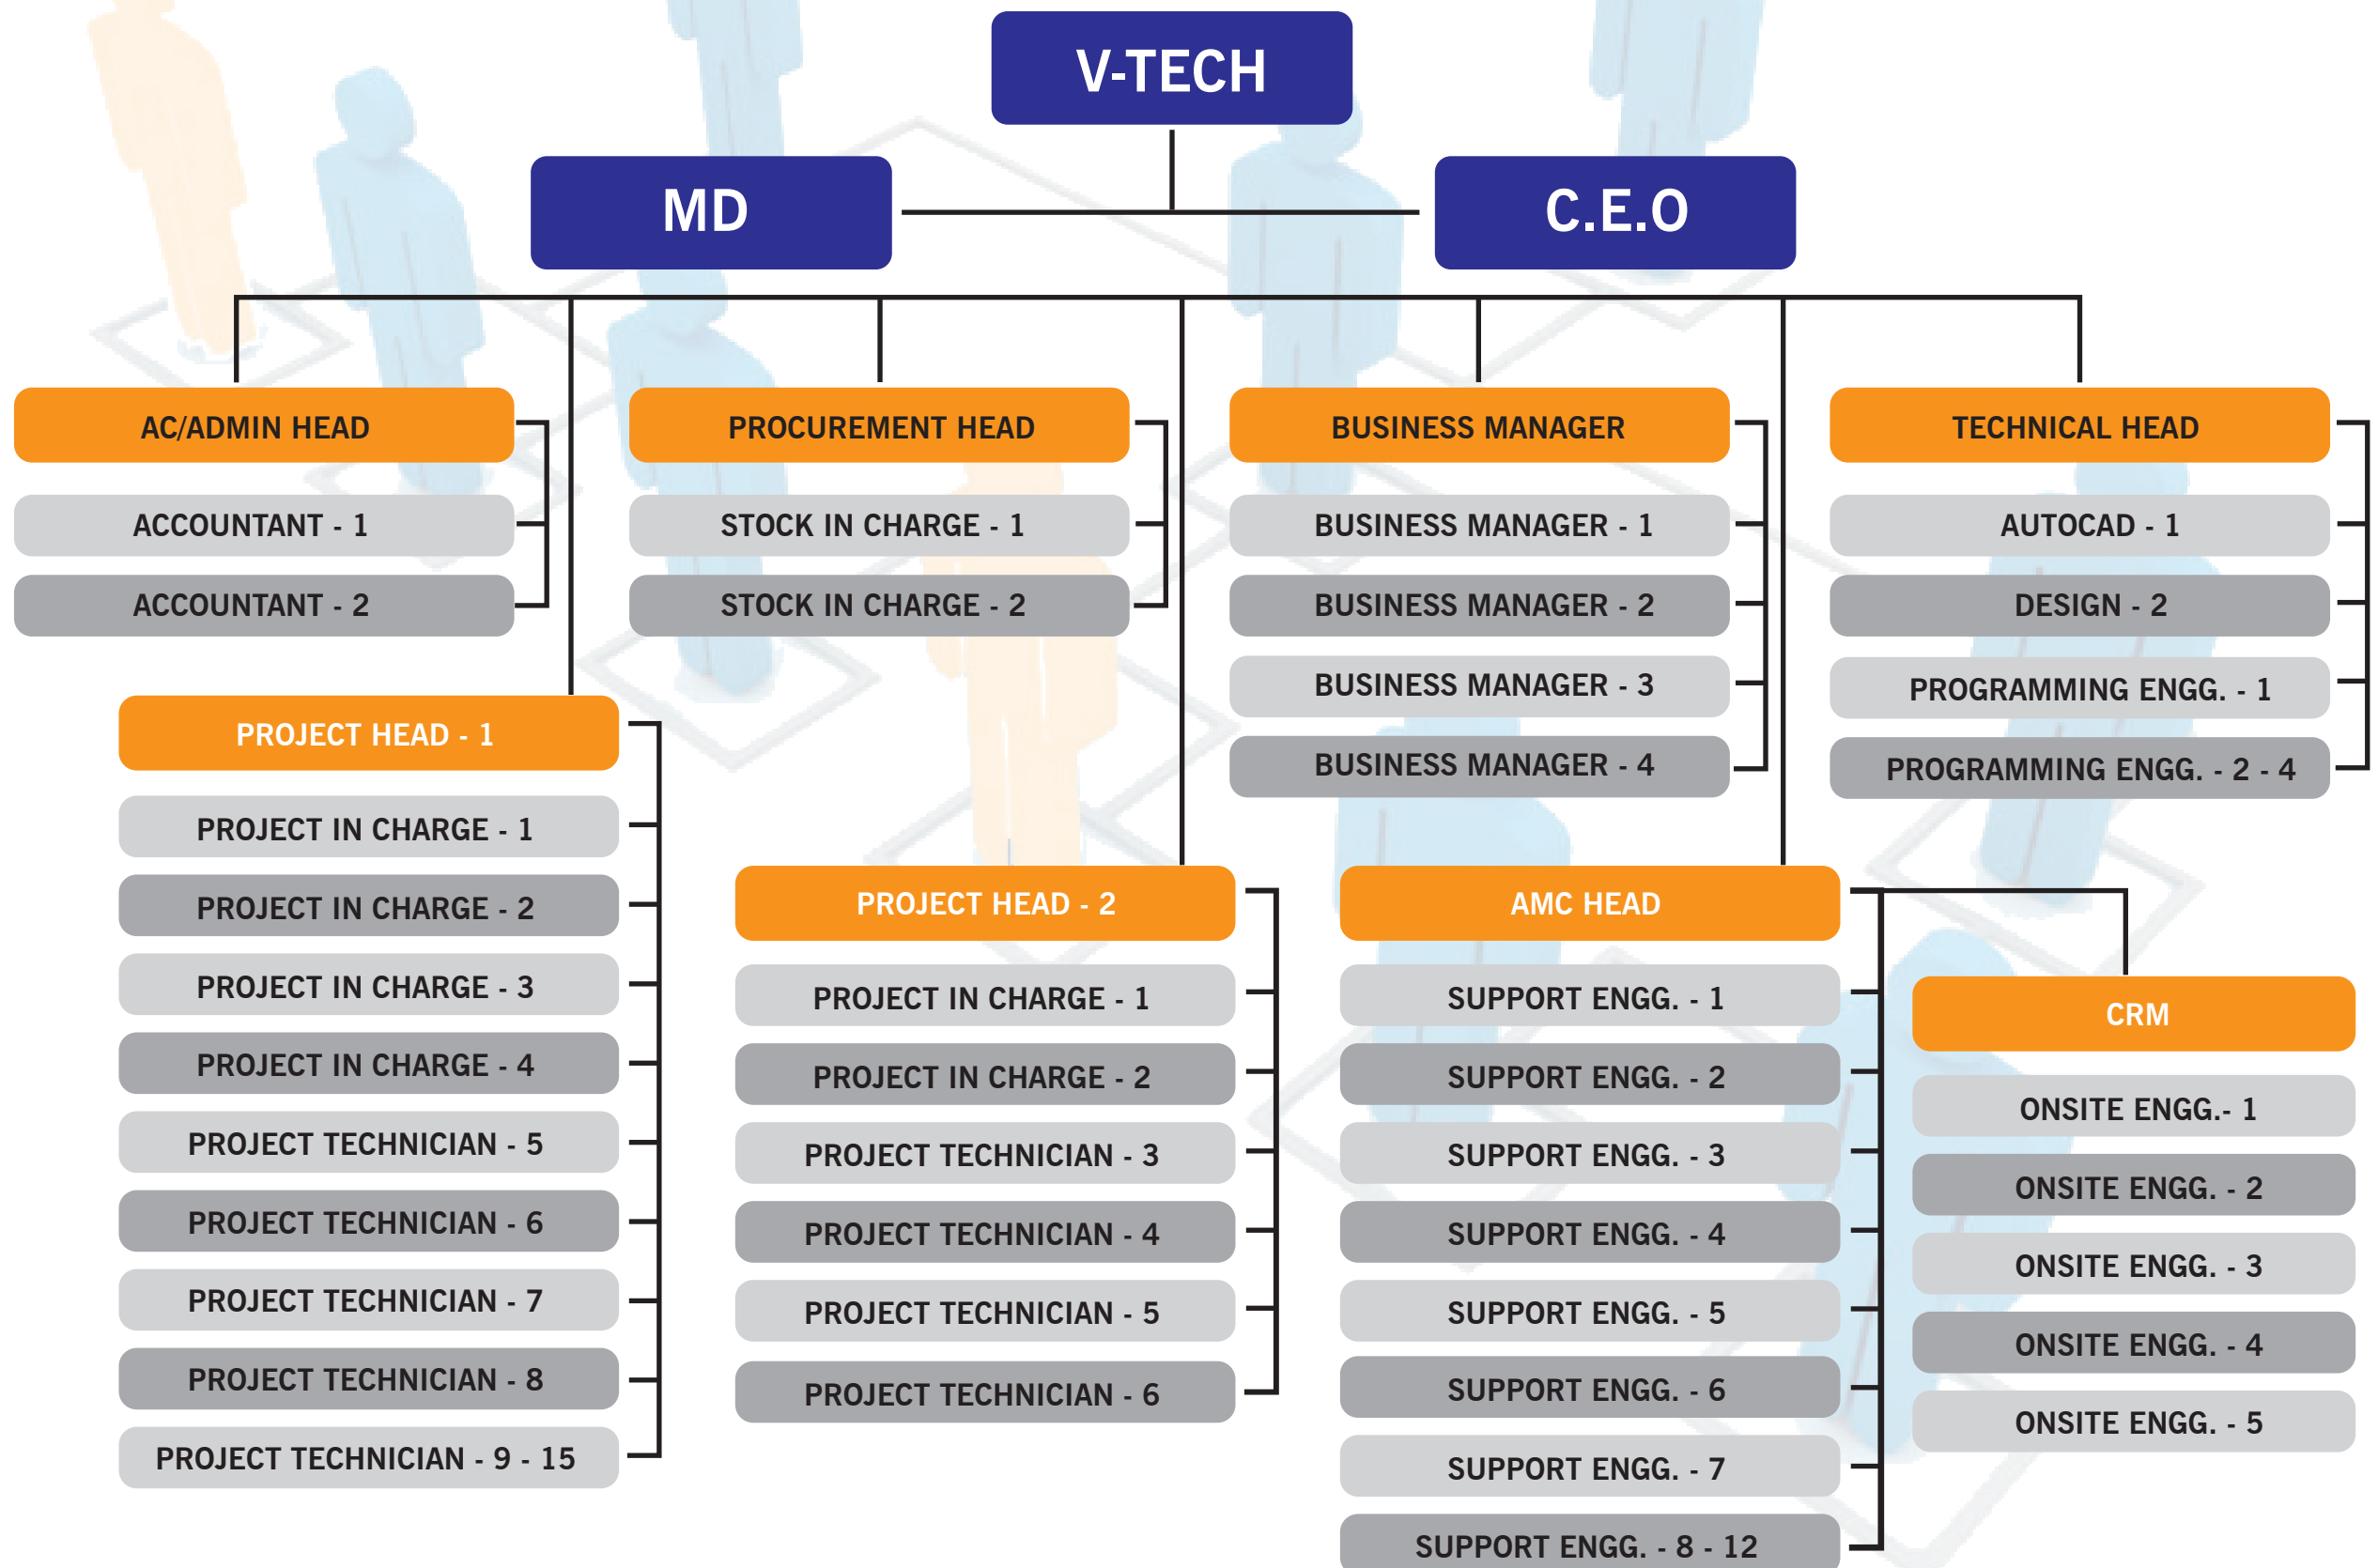 V-TECH
MD
C.E.O
AC/ADMIN HEAD
ACCOUNTANT - 1
ACCOUNTANT - 2
PROCUREMENT HEAD
STOCK IN CHARGE - 1
STOCK IN CHARGE - 2
BUSINESS MANAGER
BUSINESS MANAGER - 1
BUSINESS MANAGER - 2
BUSINESS MANAGER - 3
BUSINESS MANAGER - 4
TECHNICAL HEAD
AUTOCAD - 1
DESIGN - 2
PROGRAMMING ENGG. - 1
PROGRAMMING ENGG. - 2 - 4
PROJECT HEAD - 1
PROJECT IN CHARGE - 1
PROJECT IN CHARGE - 2
PROJECT IN CHARGE - 3
PROJECT IN CHARGE - 4
PROJECT TECHNICIAN - 5
PROJECT TECHNICIAN - 6
PROJECT TECHNICIAN - 7
PROJECT TECHNICIAN - 8
PROJECT TECHNICIAN - 9 - 15
PROJECT HEAD - 2
PROJECT IN CHARGE - 1
PROJECT IN CHARGE - 2
PROJECT TECHNICIAN - 3
PROJECT TECHNICIAN - 4
PROJECT TECHNICIAN - 5
PROJECT TECHNICIAN - 6
AMC HEAD
SUPPORT ENGG. - 1
SUPPORT ENGG. - 2
SUPPORT ENGG. - 3
SUPPORT ENGG. - 4
SUPPORT ENGG. - 5
SUPPORT ENGG. - 6
SUPPORT ENGG. - 7
SUPPORT ENGG. - 8 - 12
CRM
ONSITE ENGG.- 1
ONSITE ENGG. - 2
ONSITE ENGG. - 3
ONSITE ENGG. - 4
ONSITE ENGG. - 5